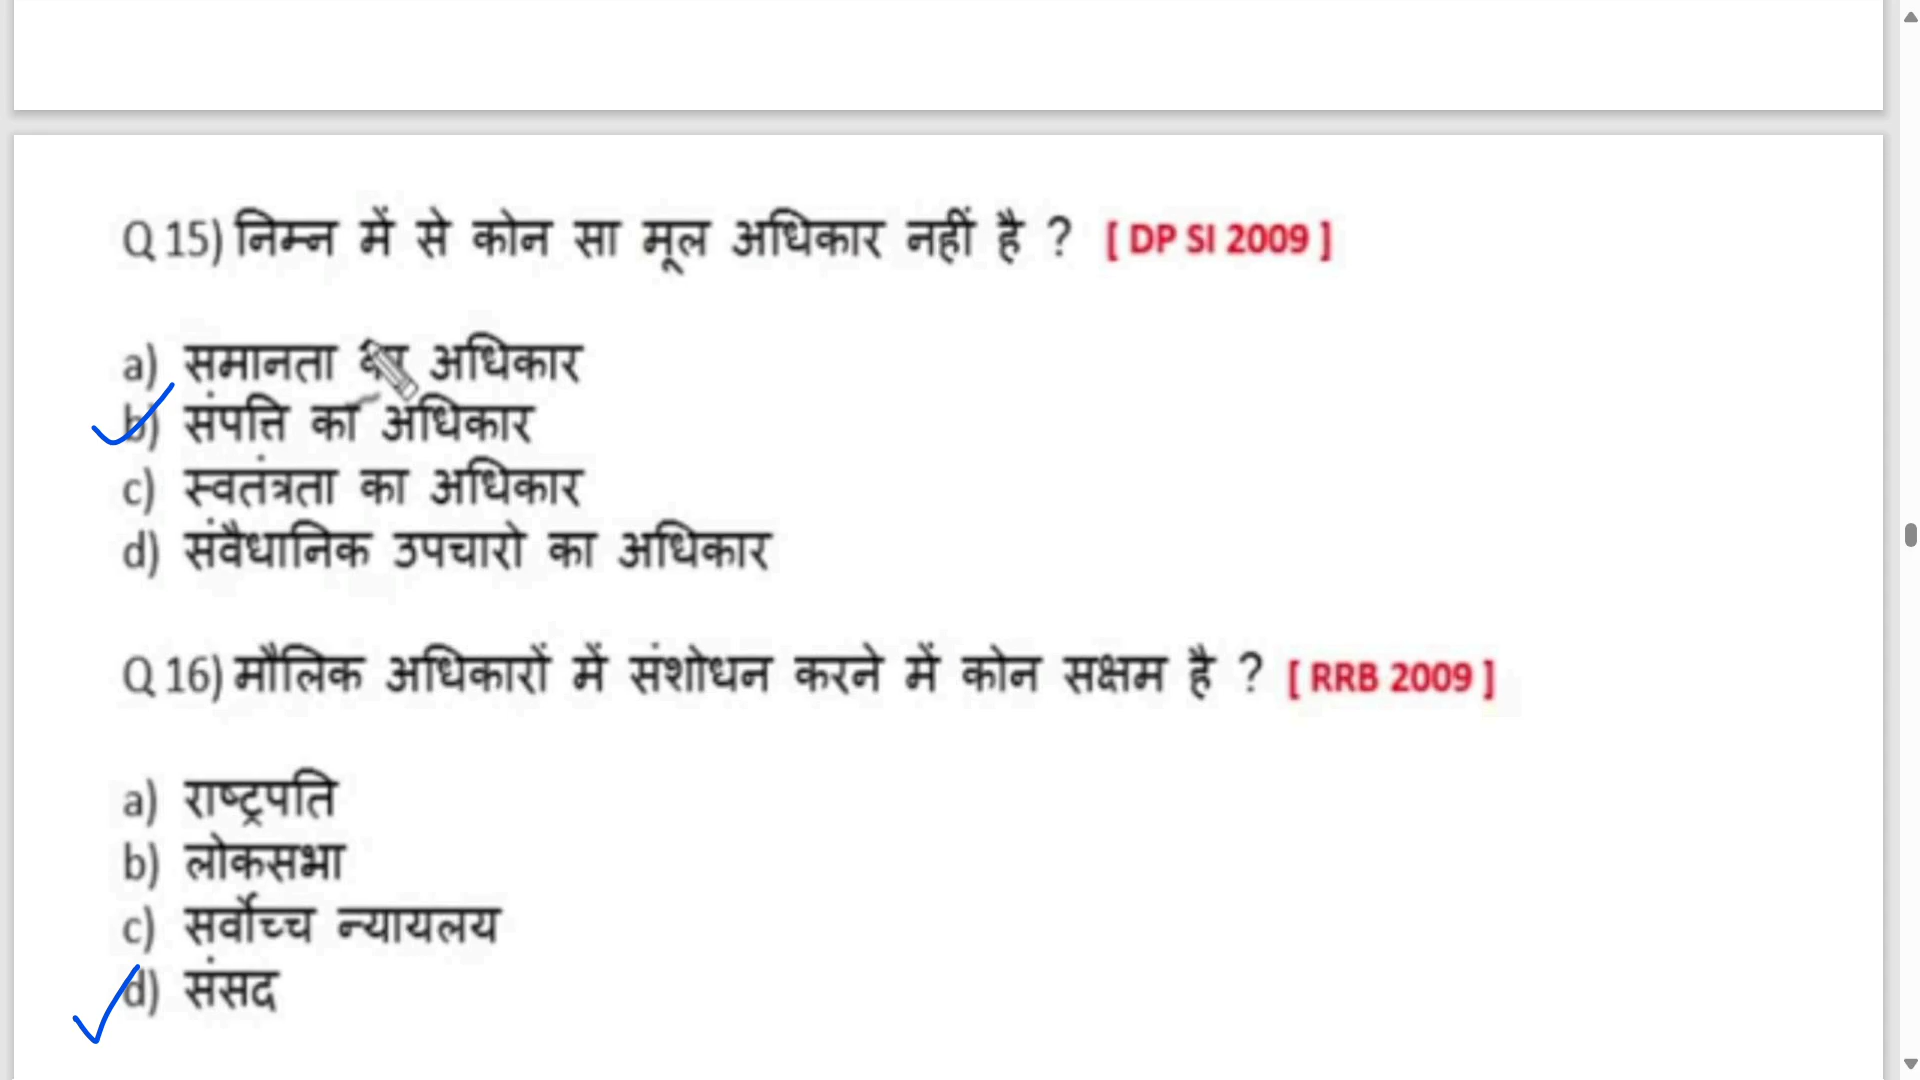 Q 15) निम्न में से कोन सा मूल अधिकार नहीं है ? [ DP SI 2009 ]
a) समानता का अधिकार
b) संपत्ति का अधिकार
c) स्वतंत्रता का अधिकार
d) संवैधानिक उपचारो का अधिकार
Q 16) मौलिक अधिकारों में संशोधन करने में कोन सक्षम है ? [ RRB 2009 ]
a) राष्ट्रपति
b) लोकसभा
c) सर्वोच्च न्यायलय
d) संसद